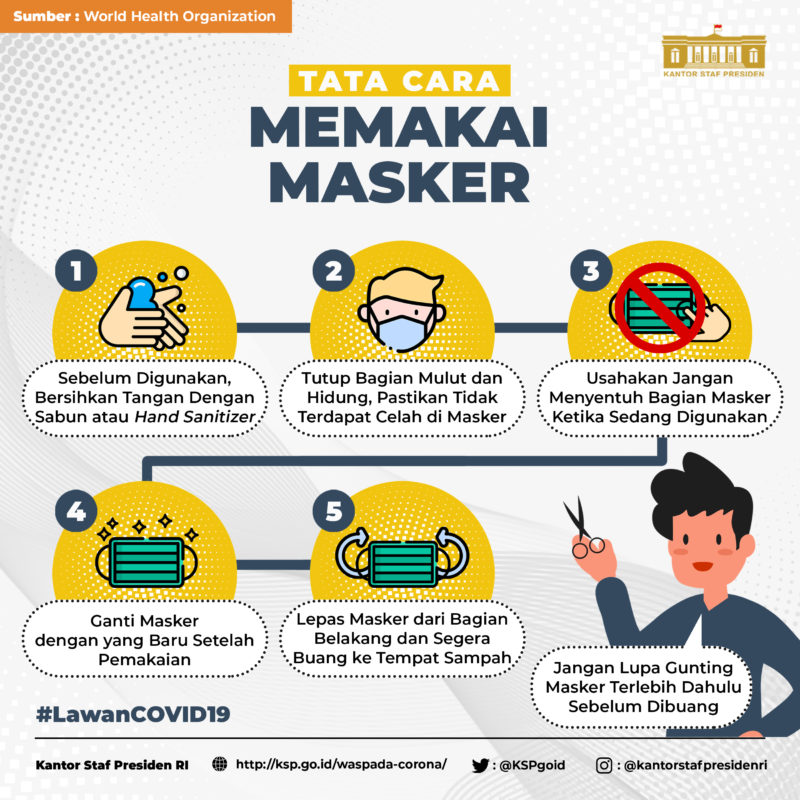 Sumber : World Health Organization
KANTOR STAF PRESIDEN
TATA CARA
MEMAKAI
MASKER
1
Sebelum Digunakan,
Bersihkan Tangan Dengan
Sabun atau Hand Sanitizer
2
Tutup Bagian Mulut dan
Hidung, Pastikan Tidak
Terdapat Celah di Masker
3
Usahakan Jangan
Menyentuh Bagian Masker
Ketika Sedang Digunakan
4
Ganti Masker
dengan yang Baru Setelah
Pemakaian
5
Lepas Masker dari Bagian
Belakang dan Segera
Buang ke Tempat Sampah
Jangan Lupa Gunting
Masker Terlebih Dahulu
Sebelum Dibuang
#LawanCOVID19
Kantor Staf Presiden RI http://ksp.go.id/waspada-corona/ : @KSPgoid : @kantorstafpresidenri